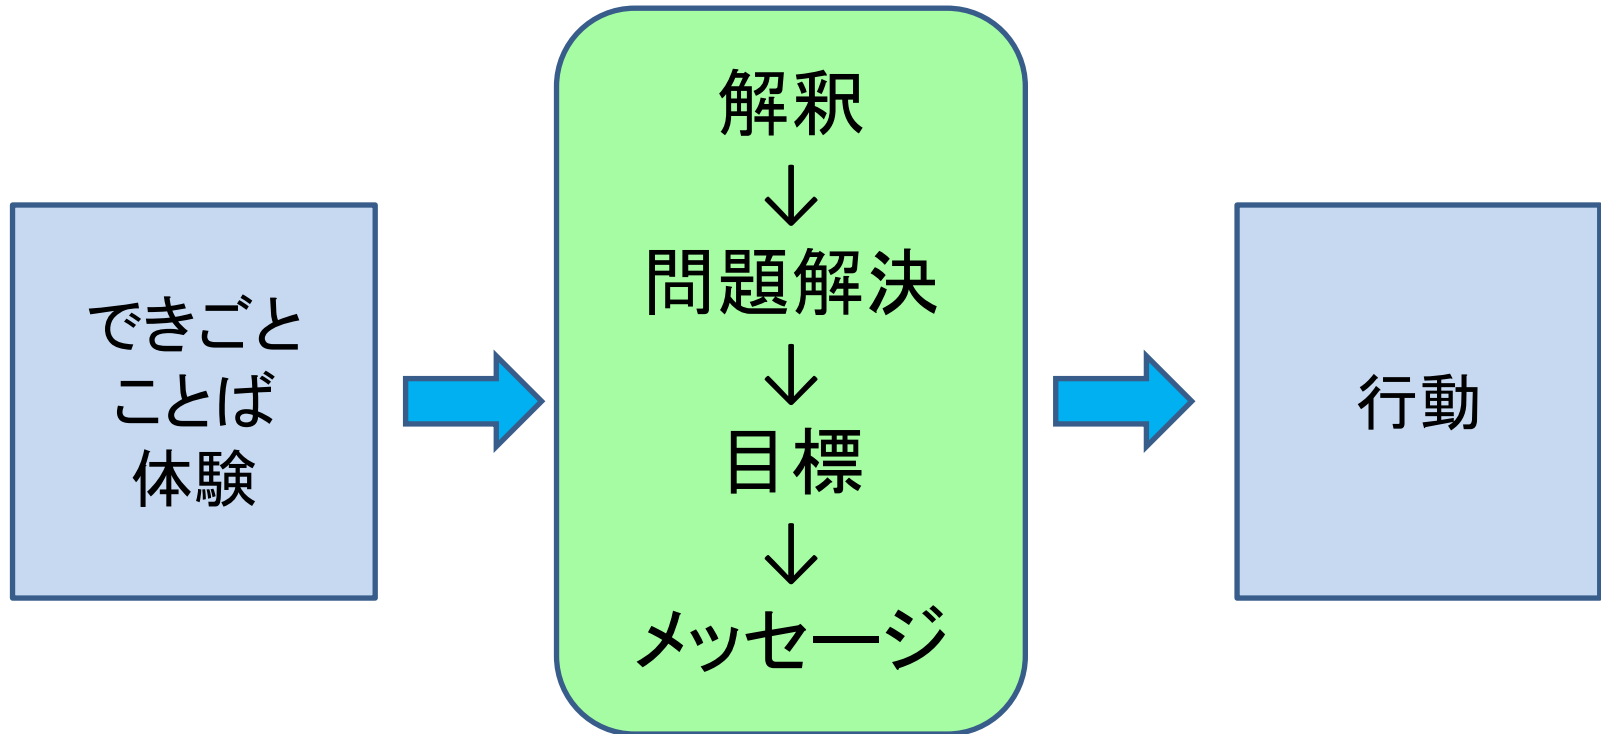 できごと
ことば
体験
解釈
↓
問題解決
↓
目標
↓
メッセージ
行動